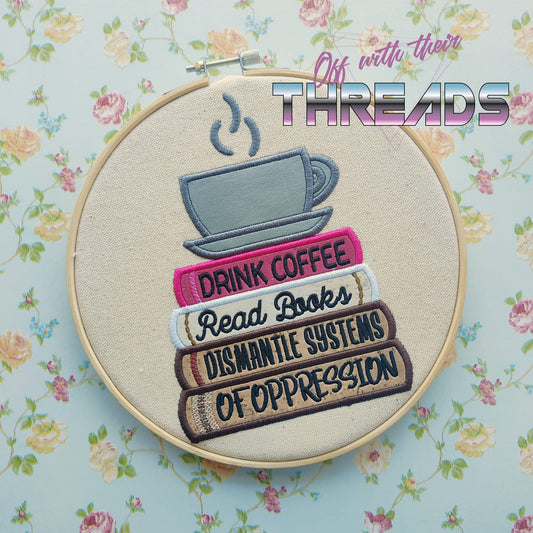 Off with their
THREADS
DRINK COFFEE
Read Books
DISMANTLE SYSTEMS
OF OPPRESSION